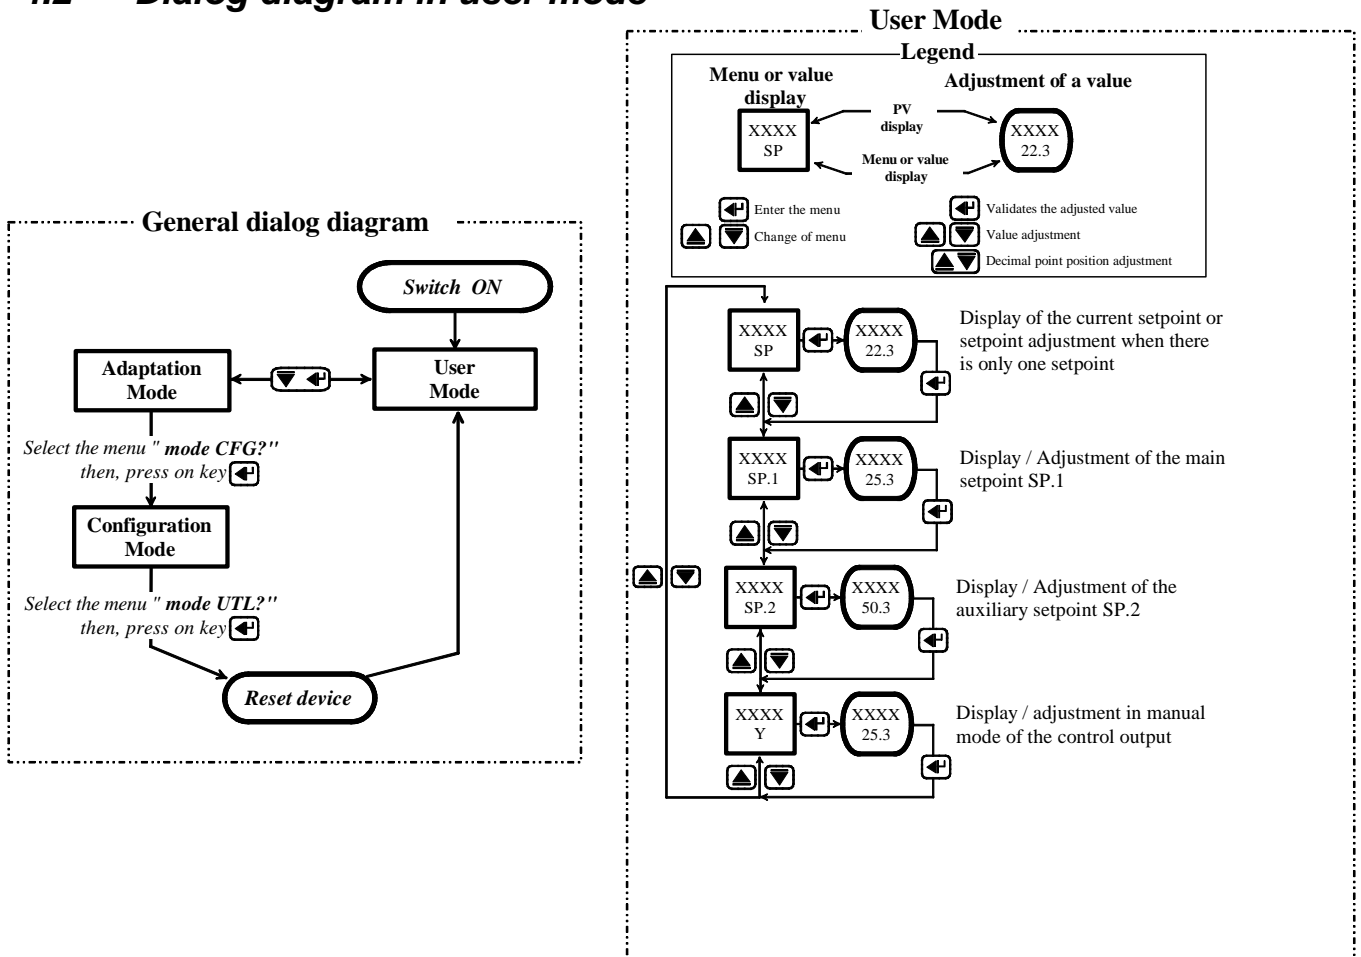 4.2 Dialog diagram in user mode
User Mode
Legend
Menu or value
display
Adjustment of a value
XXXX
SP
PV
display
Menu or value
display
XXXX
22.3
Enter the menu
Change of menu
Validates the adjusted value
Value adjustment
Decimal point position adjustment
General dialog diagram
Switch ON
Adaptation
Mode
User
Mode
Select the menu " mode CFG?"
then, press on key
Configuration
Mode
Select the menu " mode UTL?"
then, press on key
Reset device
XXXX
SP
XXXX
22.3
Display of the current setpoint or
setpoint adjustment when there
is only one setpoint
XXXX
SP.1
XXXX
25.3
Display / Adjustment of the main
setpoint SP.1
XXXX
SP.2
XXXX
50.3
Display / Adjustment of the
auxiliary setpoint SP.2
XXXX
Y
XXXX
25.3
Display / adjustment in manual
mode of the control output